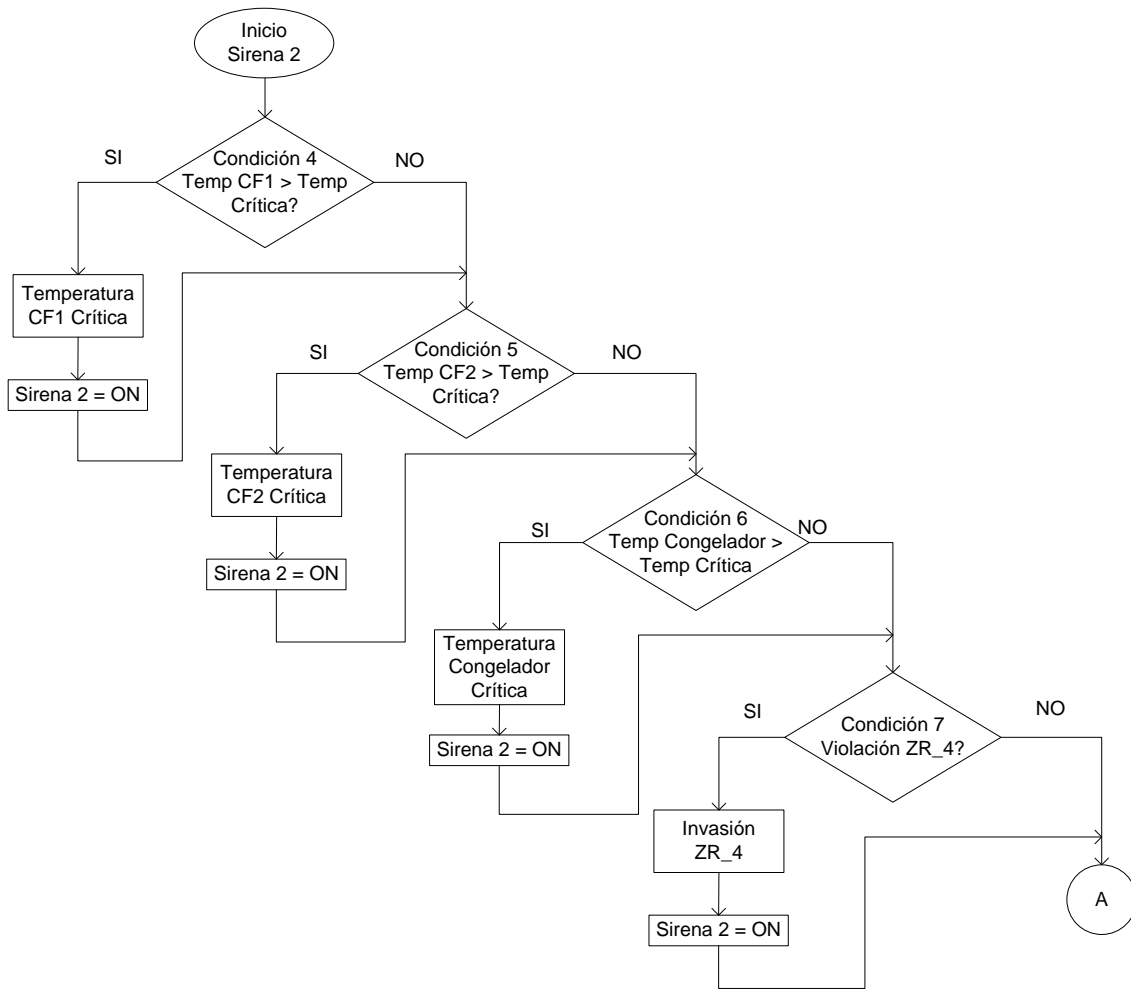 Inicio
Sirena 2
SI
NO
Condición 4
Temp CF1 > Temp
Crítica?
Temperatura
CF1 Crítica
Sirena 2 = ON
SI
NO
Condición 5
Temp CF2 > Temp
Crítica?
Temperatura
CF2 Crítica
Sirena 2 = ON
SI
NO
Condición 6
Temp Congelador >
Temp Crítica
Temperatura
Congelador
Crítica
Sirena 2 = ON
SI
NO
Condición 7
Violación ZR_4?
Invasión
ZR_4
Sirena 2 = ON
A